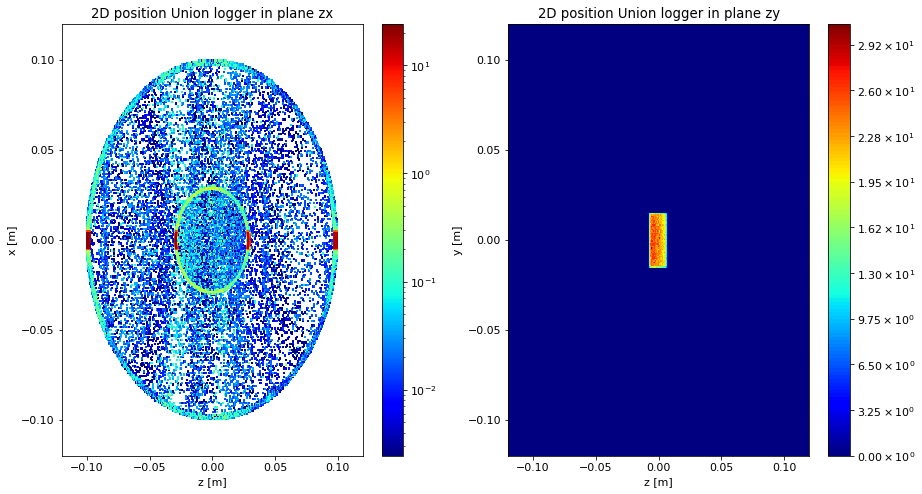 2D position Union logger in plane zx
0.10
0.05
0.00
−0.05
−0.10
x [m]
−0.10 −0.05 0.00 0.05 0.10
z [m]
10¹
10⁰
10⁻¹
10⁻²
2D position Union logger in plane zy
0.10
0.05
0.00
−0.05
−0.10
y [m]
−0.10 −0.05 0.00 0.05 0.10
z [m]
2.92 × 10¹
2.60 × 10¹
2.28 × 10¹
1.95 × 10¹
1.62 × 10¹
1.30 × 10¹
9.75 × 10⁰
6.50 × 10⁰
3.25 × 10⁰
0.00 × 10⁰